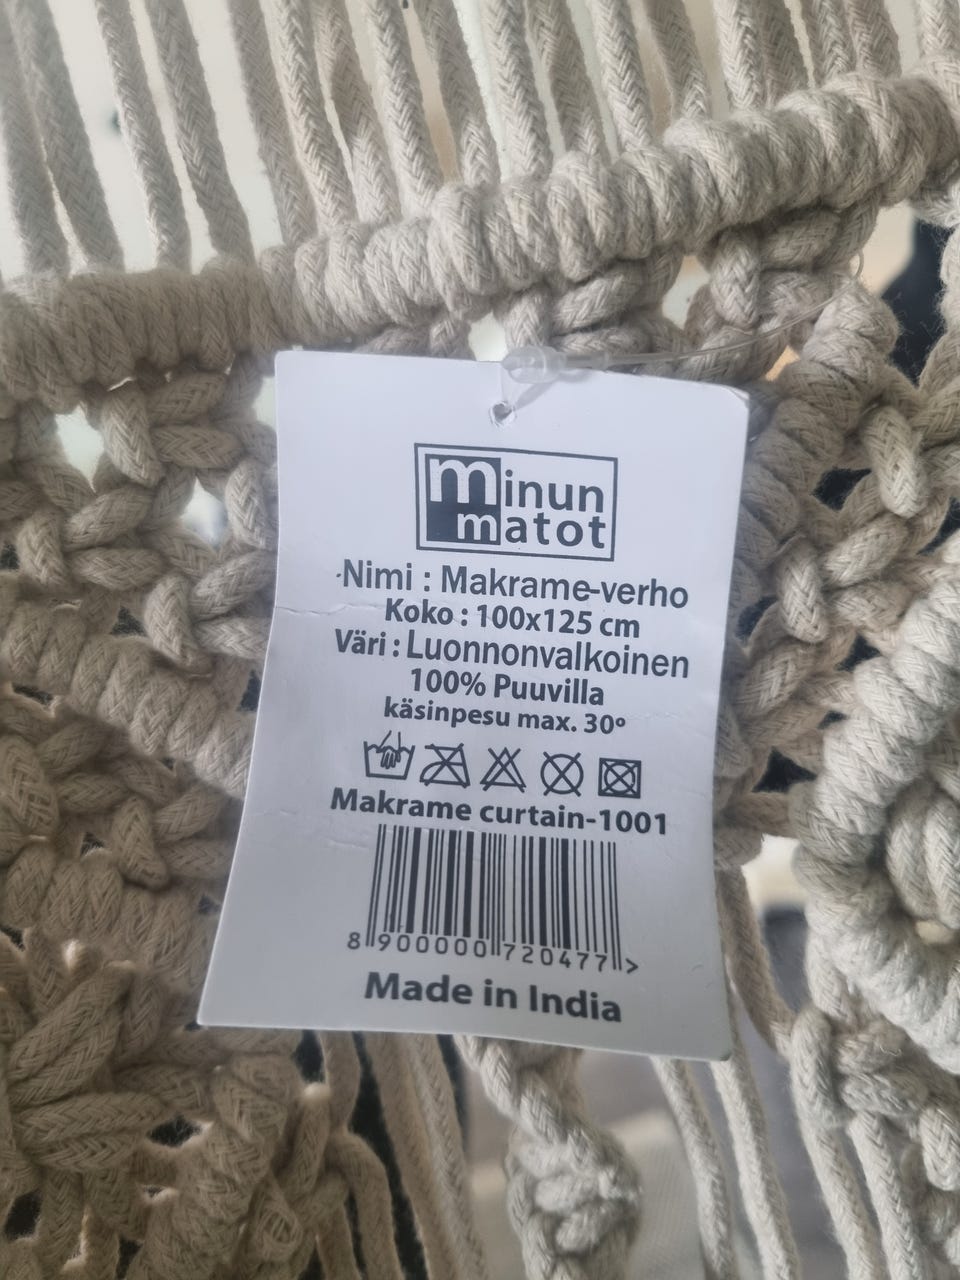 Minun
matot
Nimi : Makrame-verho
Koko : 100x125 cm
Väri : Luonnonvalkoinen
100% Puuvilla
käsinpesu max. 30º
Makrame curtain-1001
8 900000 720477 >
Made in India